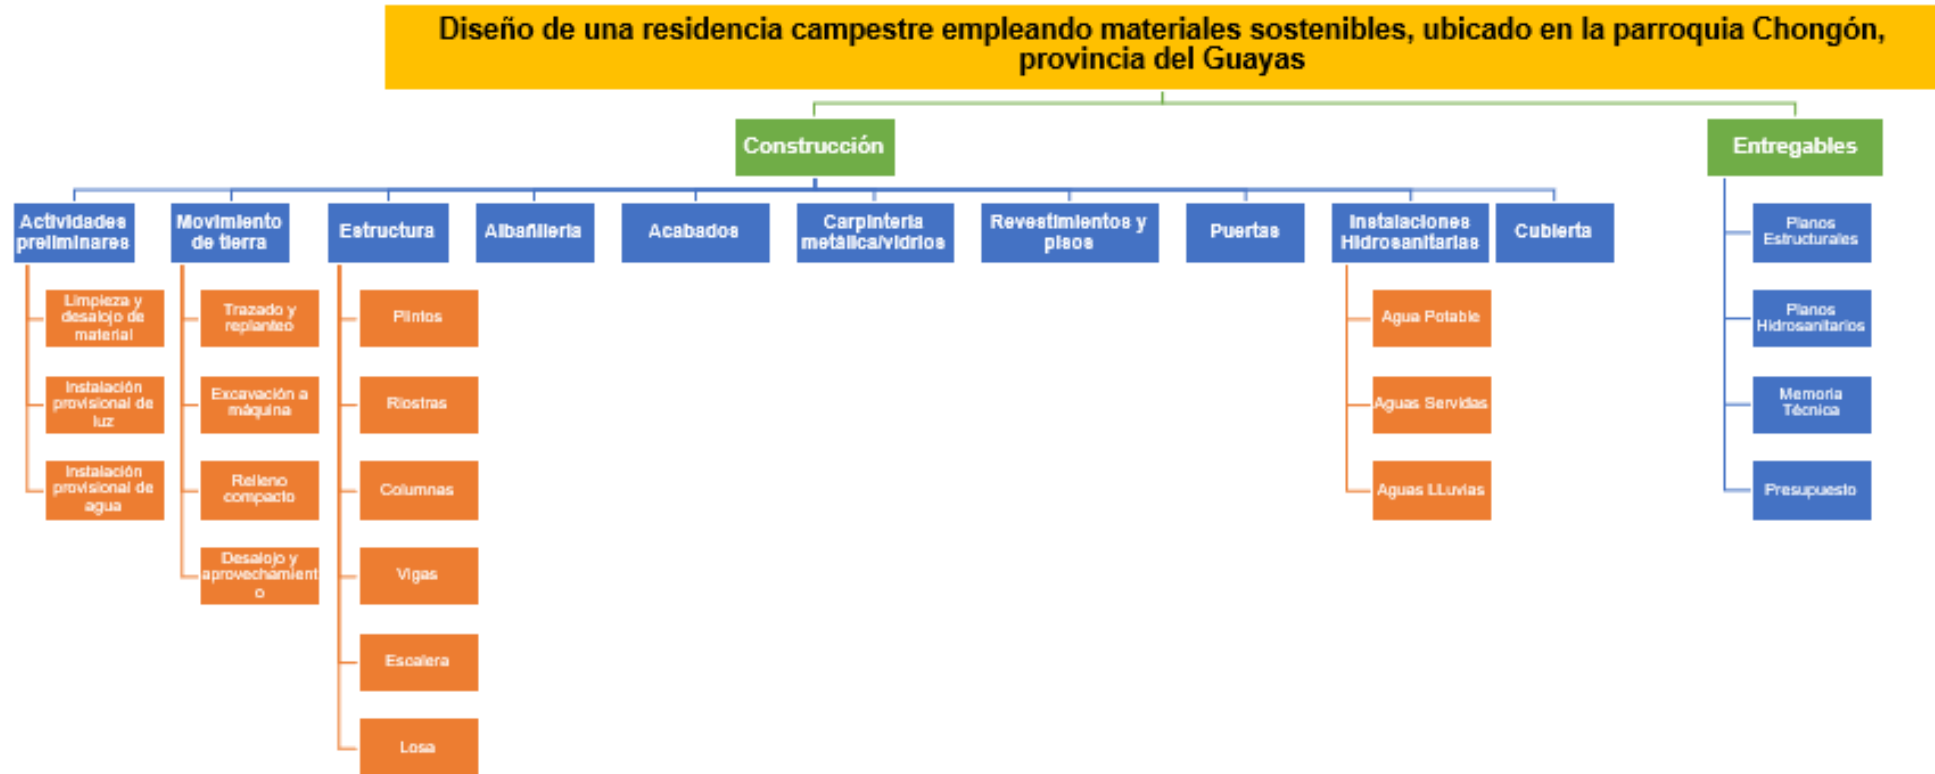 Diseño de una residencia campestre empleando materiales sostenibles, ubicado en la parroquia Chongón,
provincia del Guayas
Construcción
Entregables
Actividades
preliminares
Movimiento
de tierra
Estructura
Albañileria
Acabados
Carpinteria
metálica/vidrios
Revestimientos y
pisos
Puertas
Instalaciones
Hidrosanitarias
Cubierta
Limpieza y
desalojo de
material
Instalación
provisional de
luz
Instalación
provisional de
agua
Trazado y
replanteo
Excavación a
máquina
Relleno
compacto
Desalojo y
aprovechamient
o
Plintos
Riostras
Columnas
Vigas
Escalera
Losa
Agua Potable
Aguas Servidas
Aguas LLuvias
Planos
Estructurales
Planos
Hidrosanitarios
Memoria
Técnica
Presupuesto